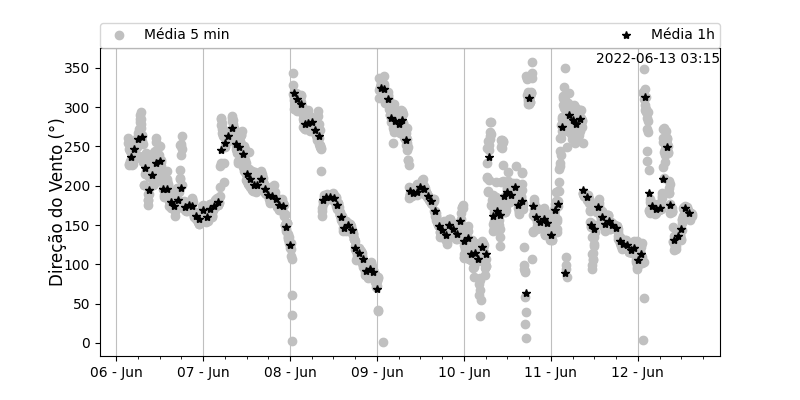 Média 5 min
Média 1h
2022-06-13 03:15
Direção do Vento (°)
350
300
250
200
150
100
50
0
06 - Jun
07 - Jun
08 - Jun
09 - Jun
10 - Jun
11 - Jun
12 - Jun